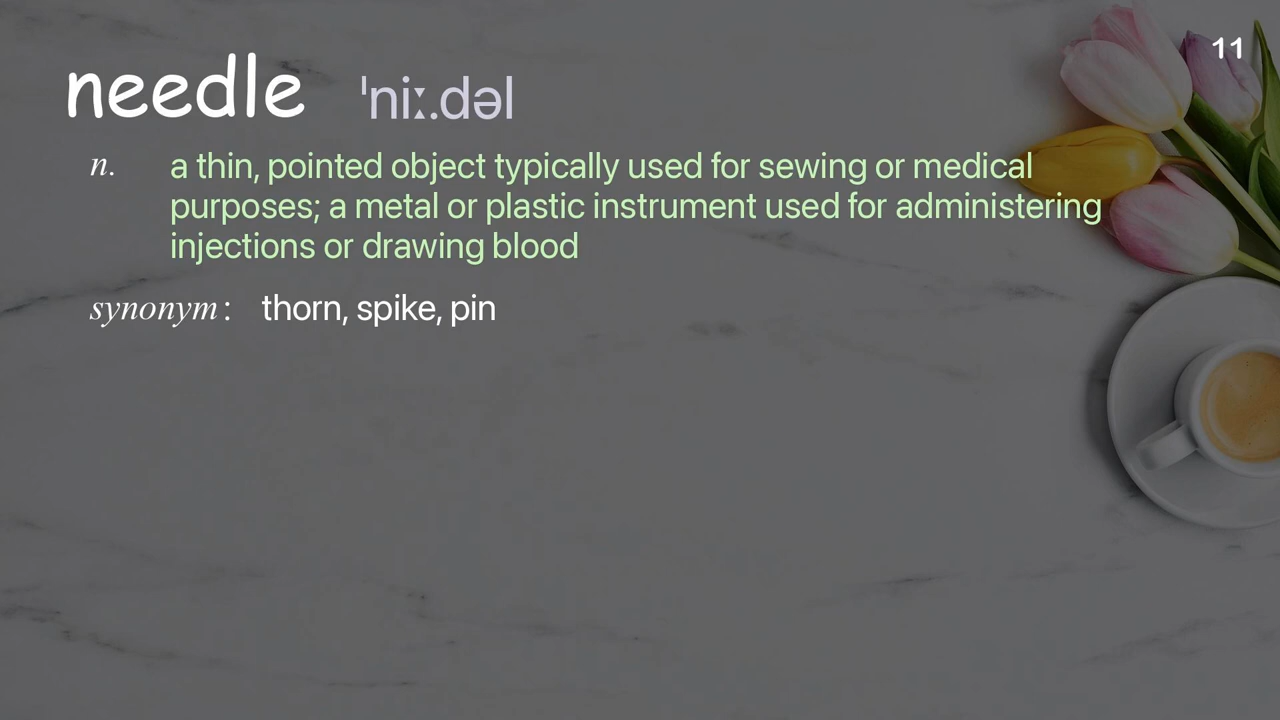 11
needle ˈniː.dəl
n. a thin, pointed object typically used for sewing or medical
purposes; a metal or plastic instrument used for administering
injections or drawing blood
synonym : thorn, spike, pin